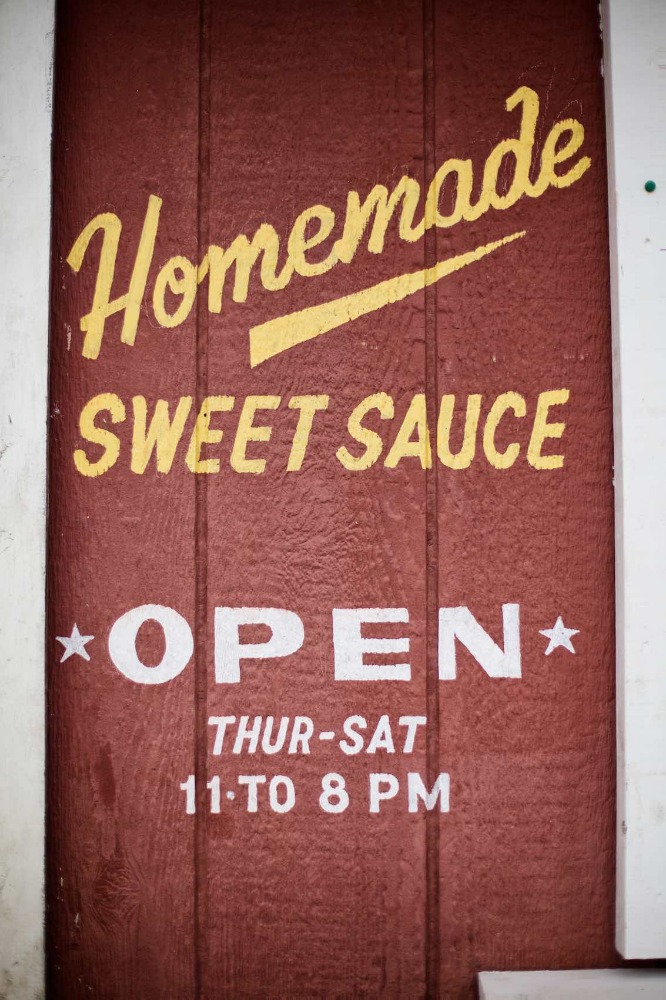 Homemade
SWEET SAUCE
★OPEN★
THUR-SAT
11·TO 8 PM